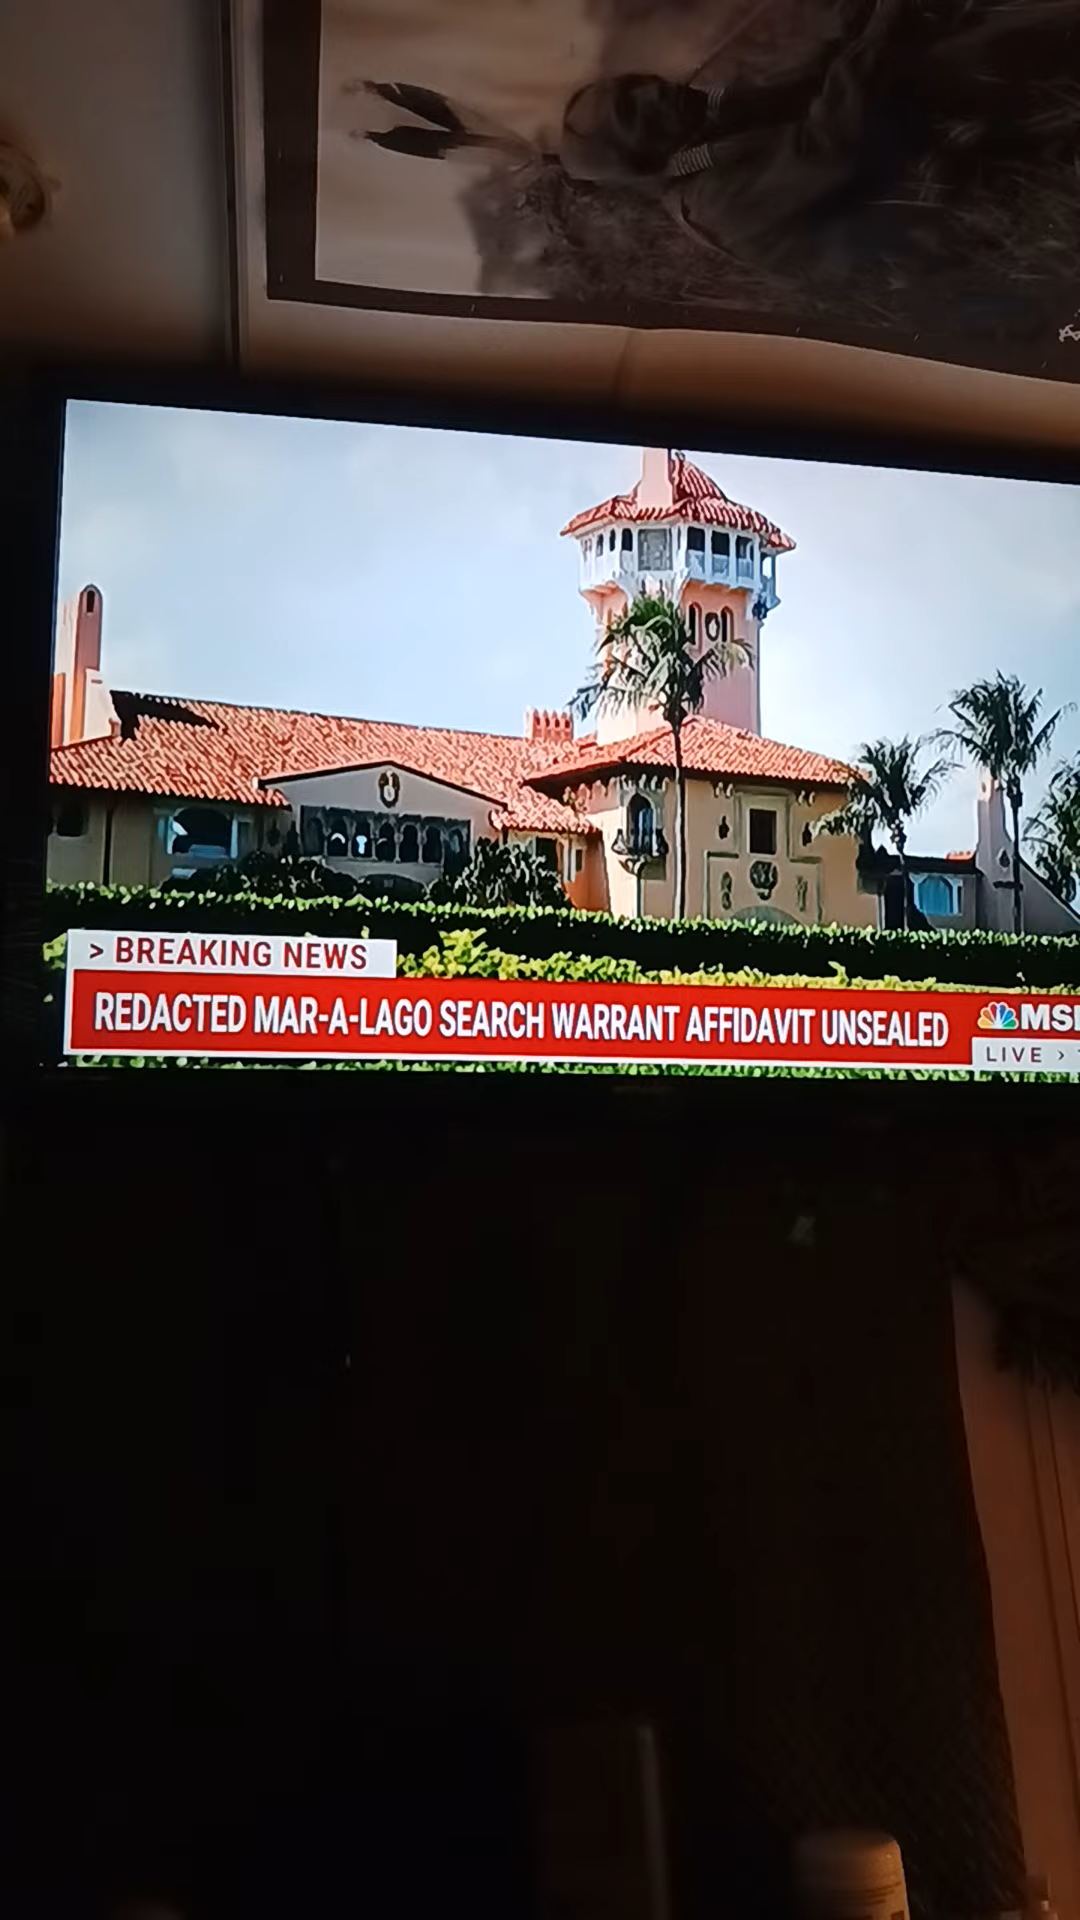 > BREAKING NEWS
REDACTED MAR-A-LAGO SEARCH WARRANT AFFIDAVIT UNSEALED
LIVE >